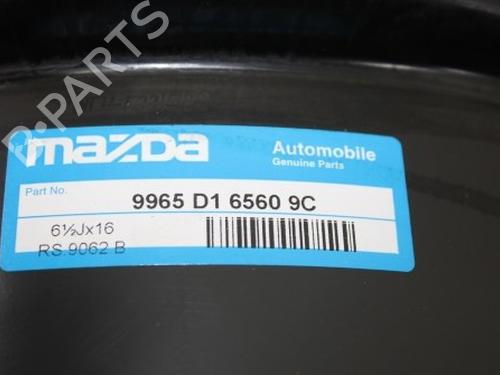 B-PARTS
mazda
Automobile
Genuine Parts
Part No.
9965 D1 6560 9C
6½Jx16
RS.9062 B